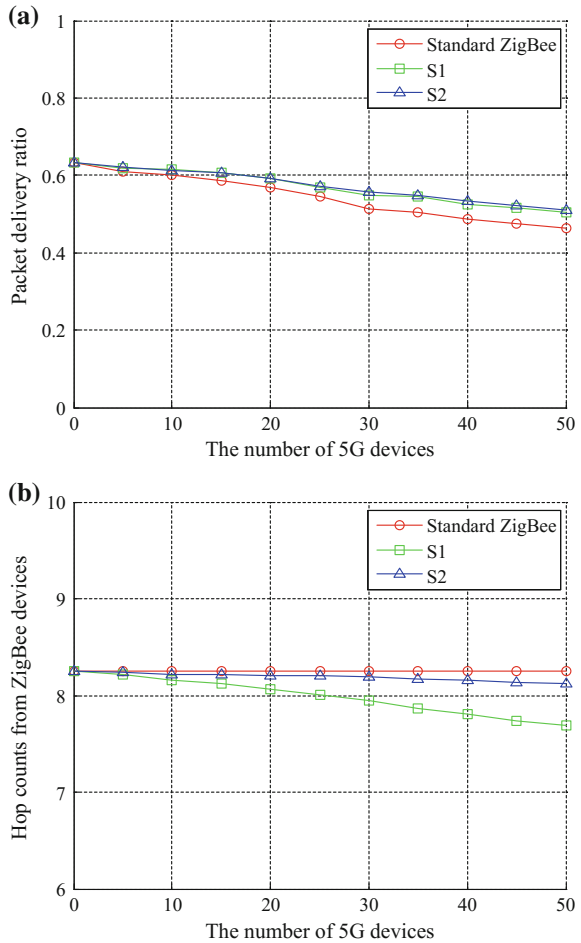 (a)
1
0.8
0.6
0.4
0.2
0
Packet delivery ratio
Standard ZigBee
S1
S2
0 10 20 30 40 50
The number of 5G devices
(b)
10
9
8
7
6
Hop counts from ZigBee devices
Standard ZigBee
S1
S2
0 10 20 30 40 50
The number of 5G devices